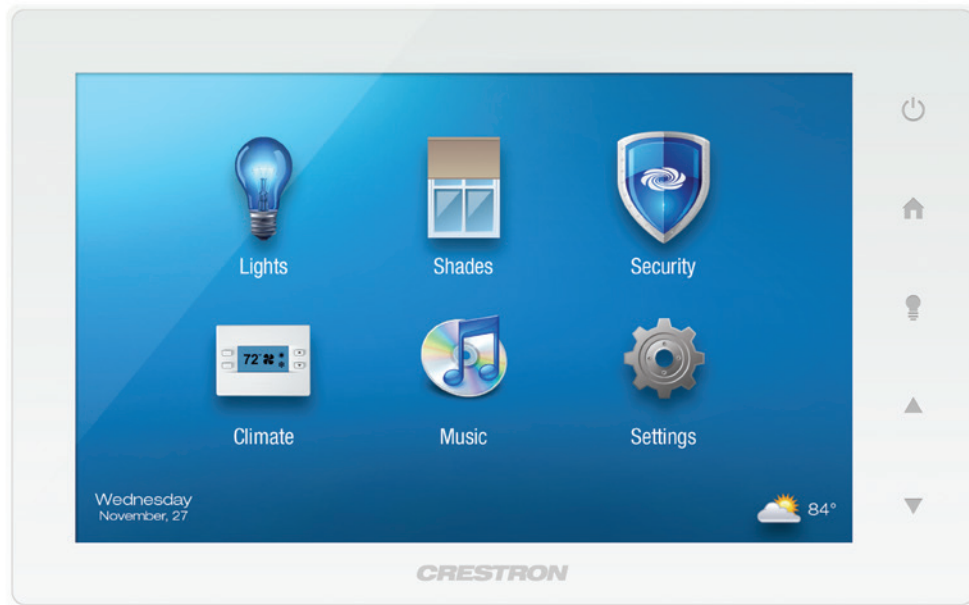 Lights
Shades
Security
72°
Climate
Music
Settings
Wednesday
November, 27
84°
CRESTRON